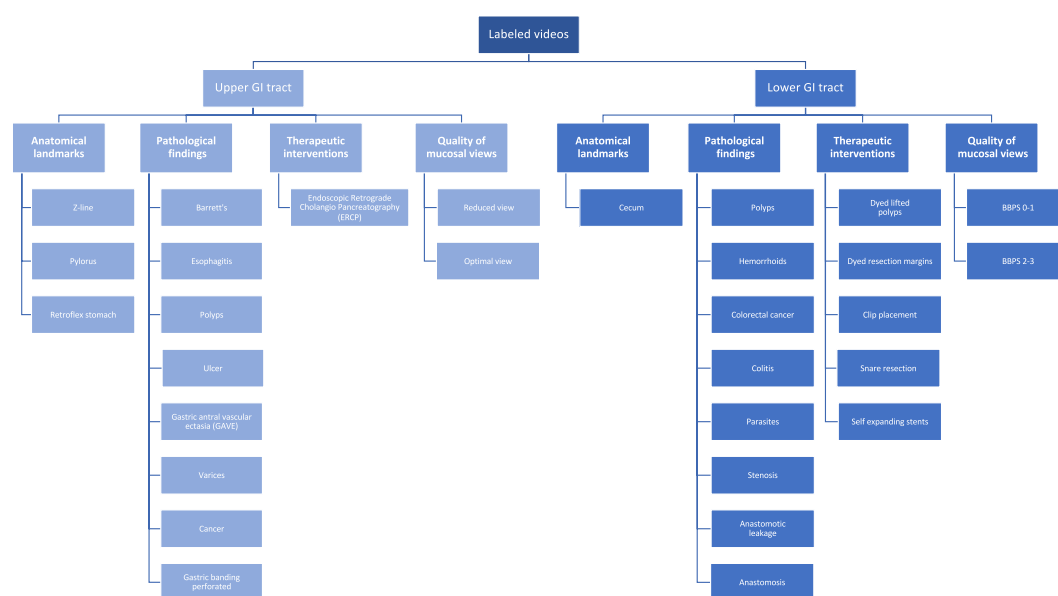 Labeled videos
Upper GI tract
Lower GI tract
Anatomical
landmarks
Pathological
findings
Therapeutic
interventions
Quality of
mucosal views
Anatomical
landmarks
Pathological
findings
Therapeutic
interventions
Quality of
mucosal views
Z-line
Pylorus
Retroflex stomach
Barrett's
Esophagitis
Polyps
Ulcer
Gastric antral vascular
ectasia (GAVE)
Varices
Cancer
Gastric banding
perforated
Endoscopic Retrograde
Cholangio Pancreatography
(ERCP)
Reduced view
Optimal view
Cecum
Polyps
Hemorrhoids
Colorectal cancer
Colitis
Parasites
Stenosis
Anastomotic
leakage
Anastomosis
Dyed lifted
polyps
Dyed resection margins
Clip placement
Snare resection
Self expanding stents
BBPS 0-1
BBPS 2-3